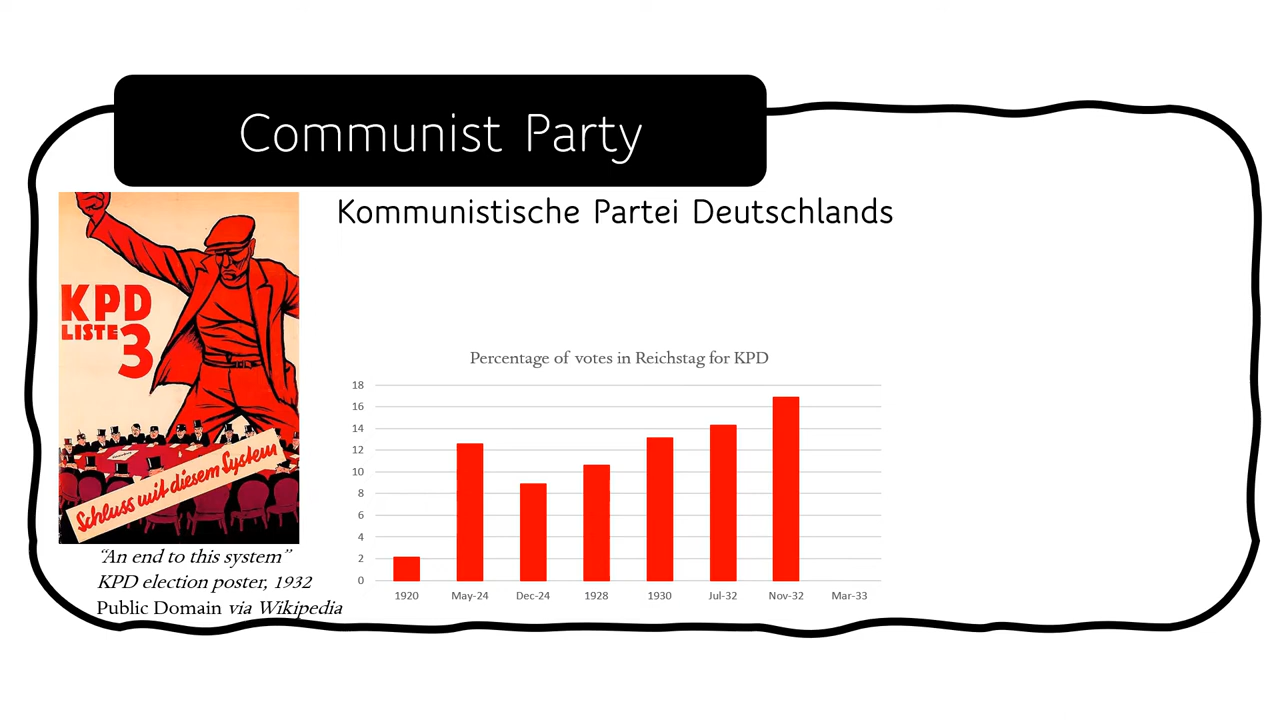 Communist Party
Kommunistische Partei Deutschlands
KPD
LISTE 3
Schluss mit diesem System
“An end to this system”
KPD election poster, 1932
Public Domain via Wikipedia
Percentage of votes in Reichstag for KPD
18
16
14
12
10
8
6
4
2
0
1920 May-24 Dec-24 1928 1930 Jul-32 Nov-32 Mar-33